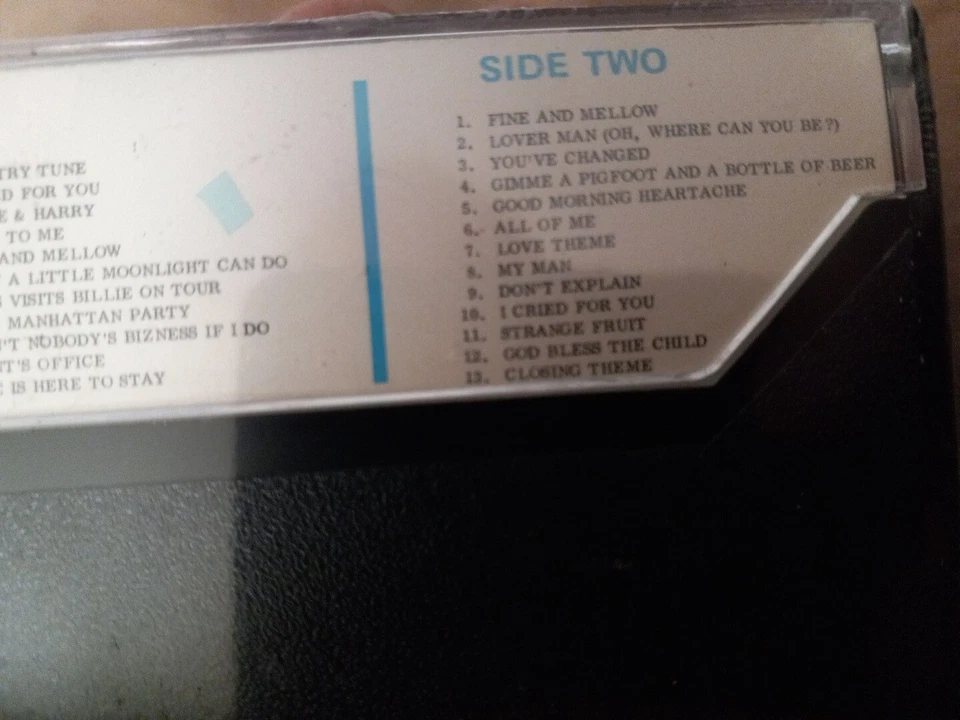 TRY TUNE
D FOR YOU
E & HARRY
TO ME
AND MELLOW
A LITTLE MOONLIGHT CAN DO
S VISITS BILLIE ON TOUR
MANHATTAN PARTY
'T NOBODY'S BIZNESS IF I DO
T'S OFFICE
E IS HERE TO STAY
SIDE TWO
1. FINE AND MELLOW
2. LOVER MAN (OH, WHERE CAN YOU BE?)
3. YOU'VE CHANGED
4. GIMME A PIGFOOT AND A BOTTLE OF BEER
5. GOOD MORNING HEARTACHE
6. ALL OF ME
7. LOVE THEME
8. MY MAN
9. DON'T EXPLAIN
10. I CRIED FOR YOU
11. STRANGE FRUIT
12. GOD BLESS THE CHILD
13. CLOSING THEME